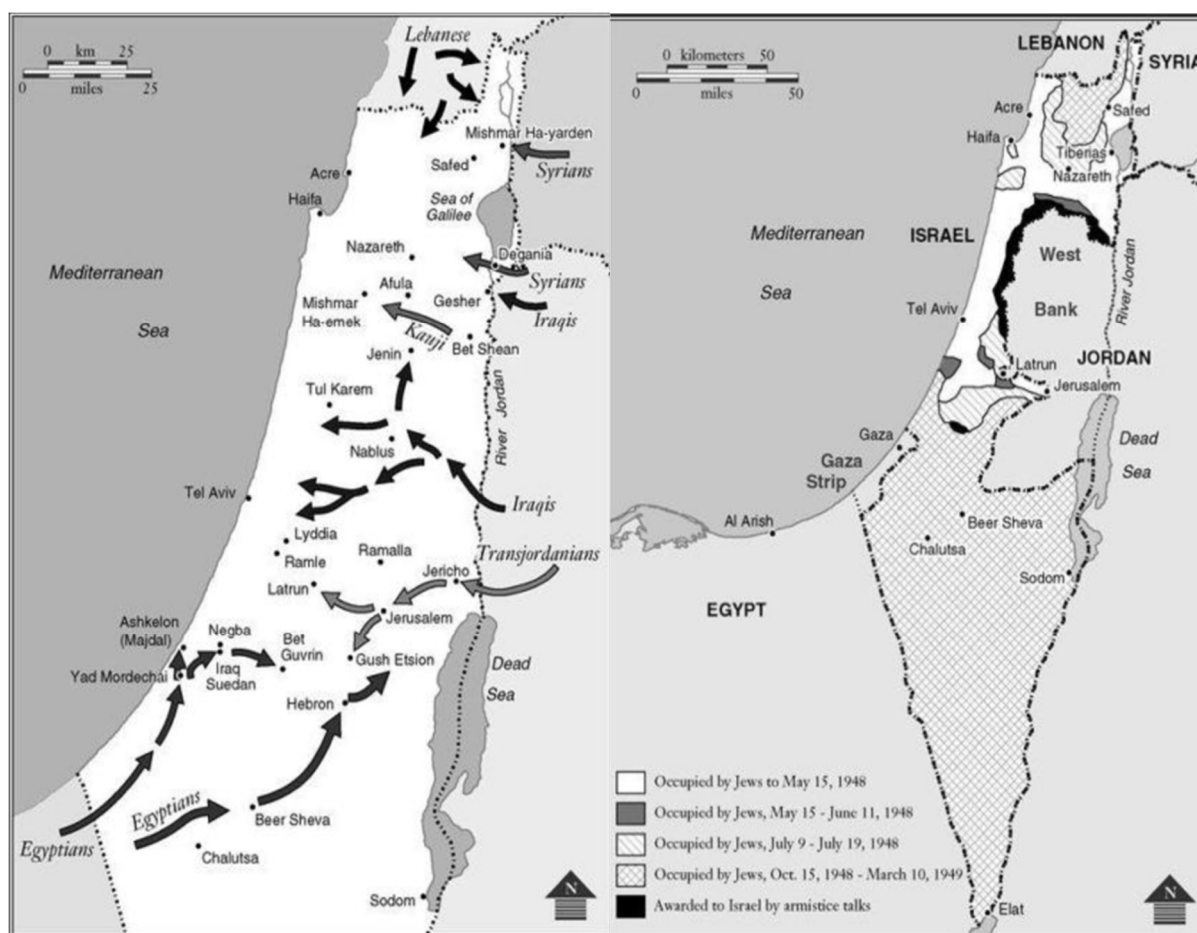 Lebanese
0 km 25
0 miles 25
Mishmar Ha-yarden
Syrians
Safed
Acre
Haifa
Sea of
Galilee
Nazareth
Mediterranean
Sea
Degania
Syrians
Afula
Gesher
Iraqis
Mishmar
Ha-emek
Kauji
Bet Shean
Jenin
Tul Karem
River Jordan
Nablus
Tel Aviv
Iraqis
Lyddia
Ramle
Ramalla
Transjordanians
Jericho
Latrun
Jerusalem
Ashkelon
(Majdal)
Negba
Bet
Guvrin
Gush Etsion
Iraq
Suedan
Yad Mordechai
Dead
Sea
Hebron
Egyptians
Beer Sheva
Egyptians
Chalutsa
Sodom
N
0 kilometers 50
0 miles 50
LEBANON
SYRIA
Acre
Safed
Haifa
Tiberias
Nazareth
Mediterranean
Sea
ISRAEL
West
Bank
River Jordan
Tel Aviv
JORDAN
Latrun
Jerusalem
Gaza
Gaza
Strip
Dead
Sea
Al Arish
Beer Sheva
Chalutsa
Sodom
EGYPT
Occupied by Jews to May 15, 1948
Occupied by Jews, May 15 - June 11, 1948
Occupied by Jews, July 9 - July 19, 1948
Occupied by Jews, Oct. 15, 1948 - March 10, 1949
Awarded to Israel by armistice talks
Elat
N